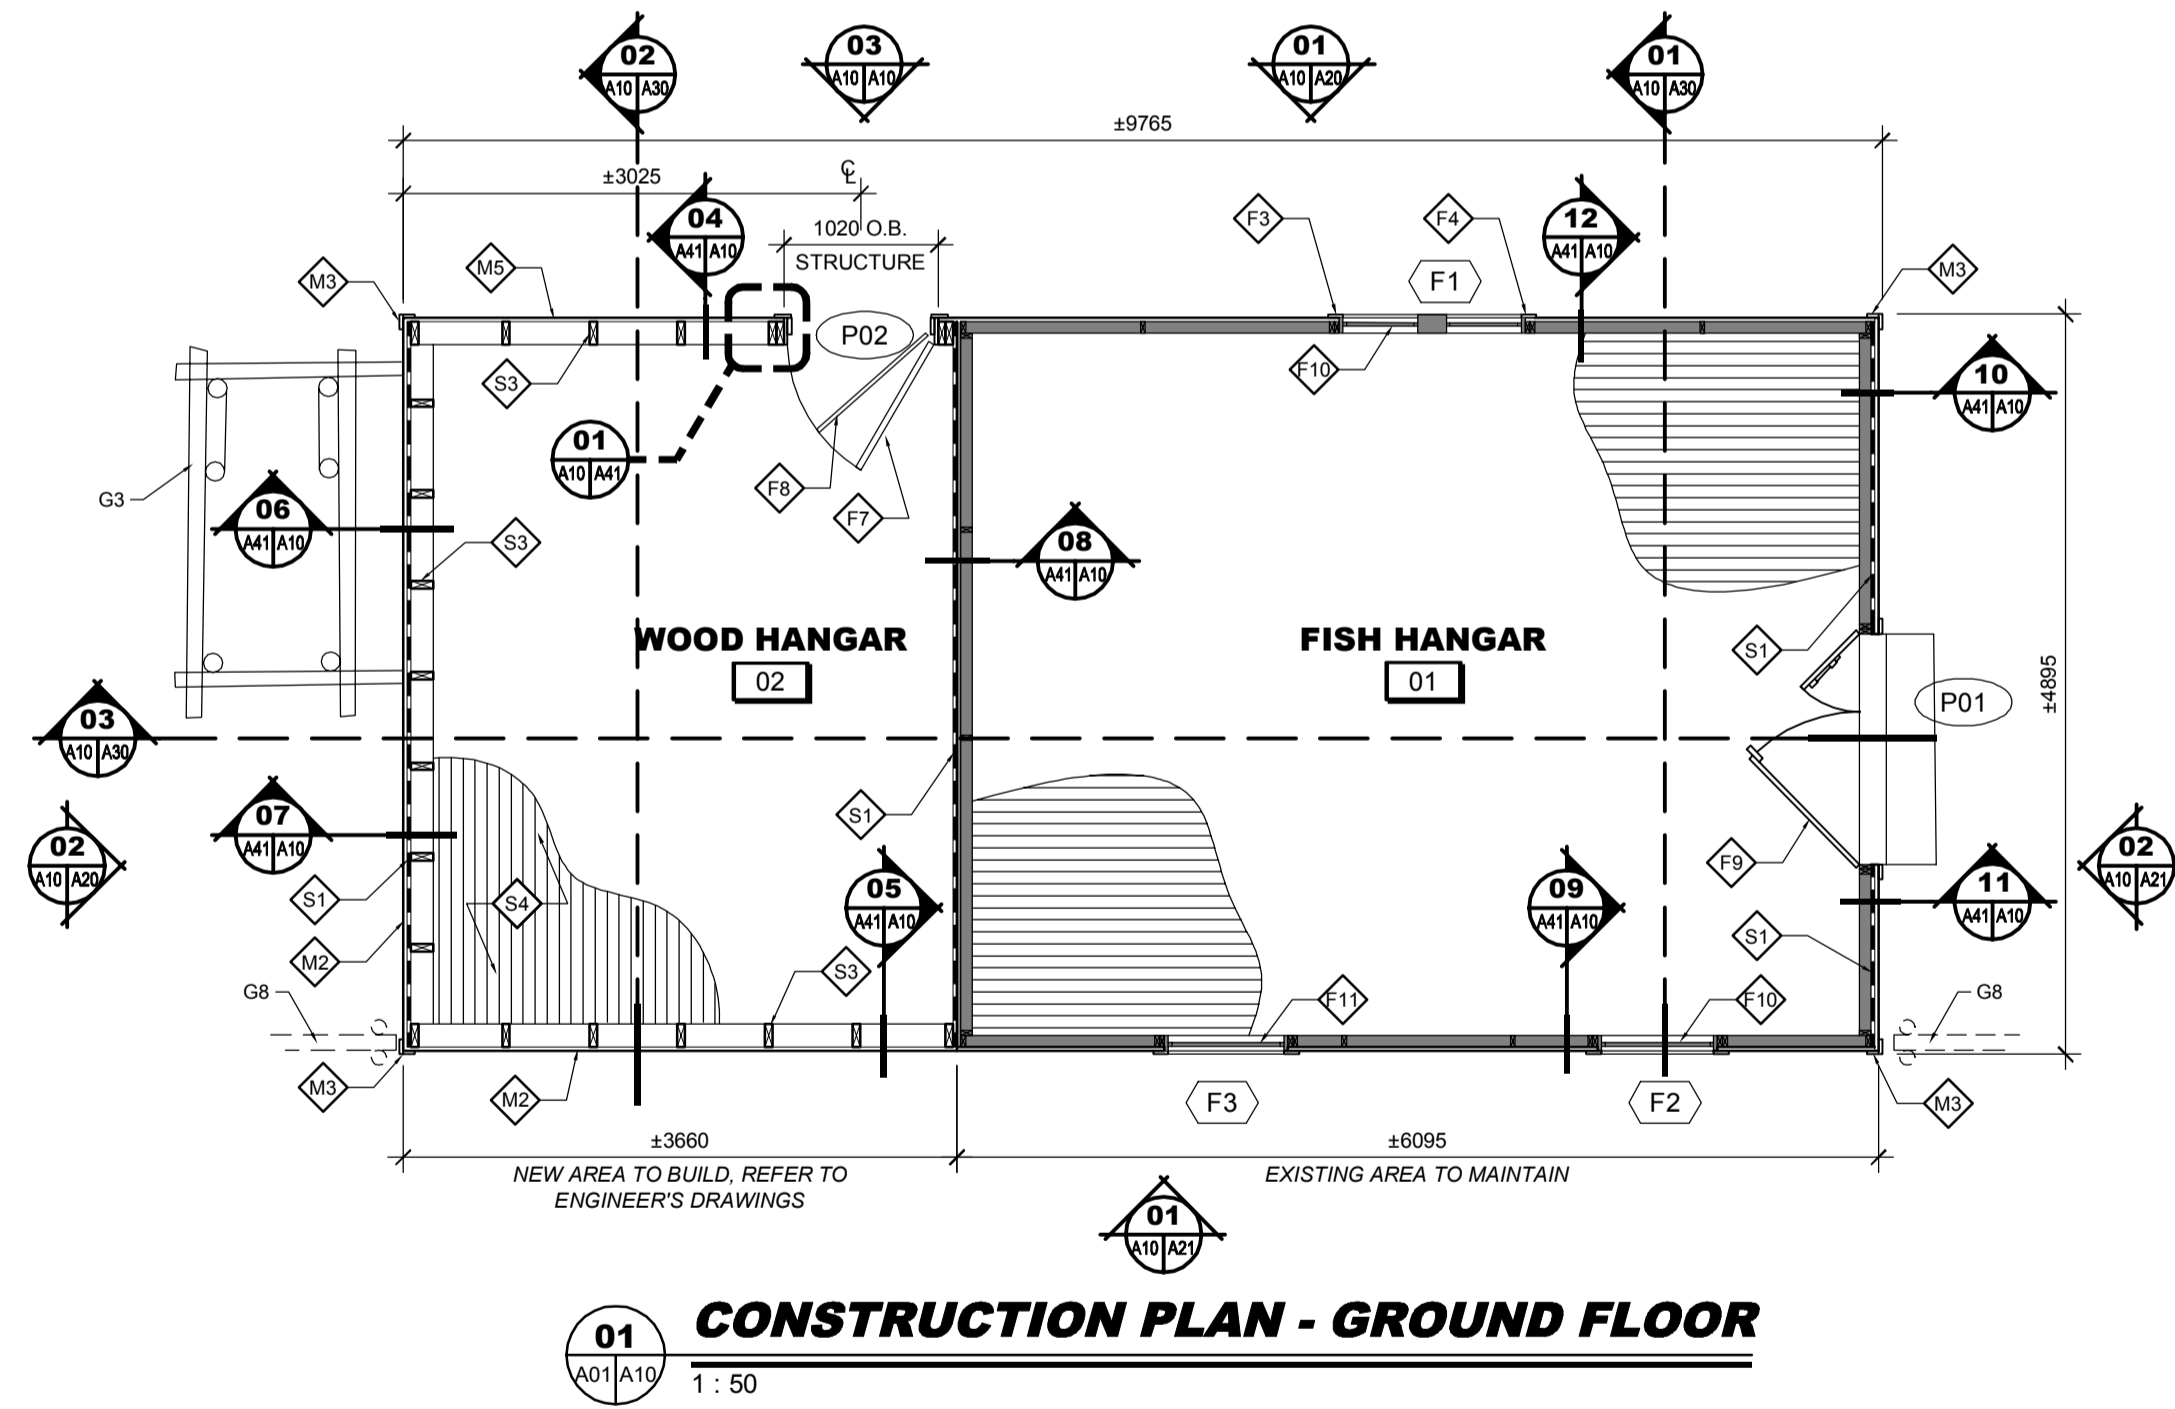 02
A10 A30
03
A10 A10
01
A10 A20
01
A10 A30
±9765
±3025
℄
04
A41 A10
1020 O.B.
STRUCTURE
F3
F4
12
A41 A10
M3
M5
F1
M3
P02
S3
F10
10
A41 A10
01
A10 A41
F8
F7
G3
06
A41 A10
S3
08
A41 A10
WOOD HANGAR
02
FISH HANGAR
01
S1
±4895
P01
03
A10 A30
07
A41 A10
S1
02
A10 A20
F9
02
A10 A21
S1
S4
05
A41 A10
09
A41 A10
11
A41 A10
M2
S3
S1
G8
F11
F10
G8
M3
M2
F3
F2
M3
±3660
±6095
NEW AREA TO BUILD, REFER TO
ENGINEER'S DRAWINGS
EXISTING AREA TO MAINTAIN
01
A10 A21
01
A01 A10
CONSTRUCTION PLAN - GROUND FLOOR
1 : 50